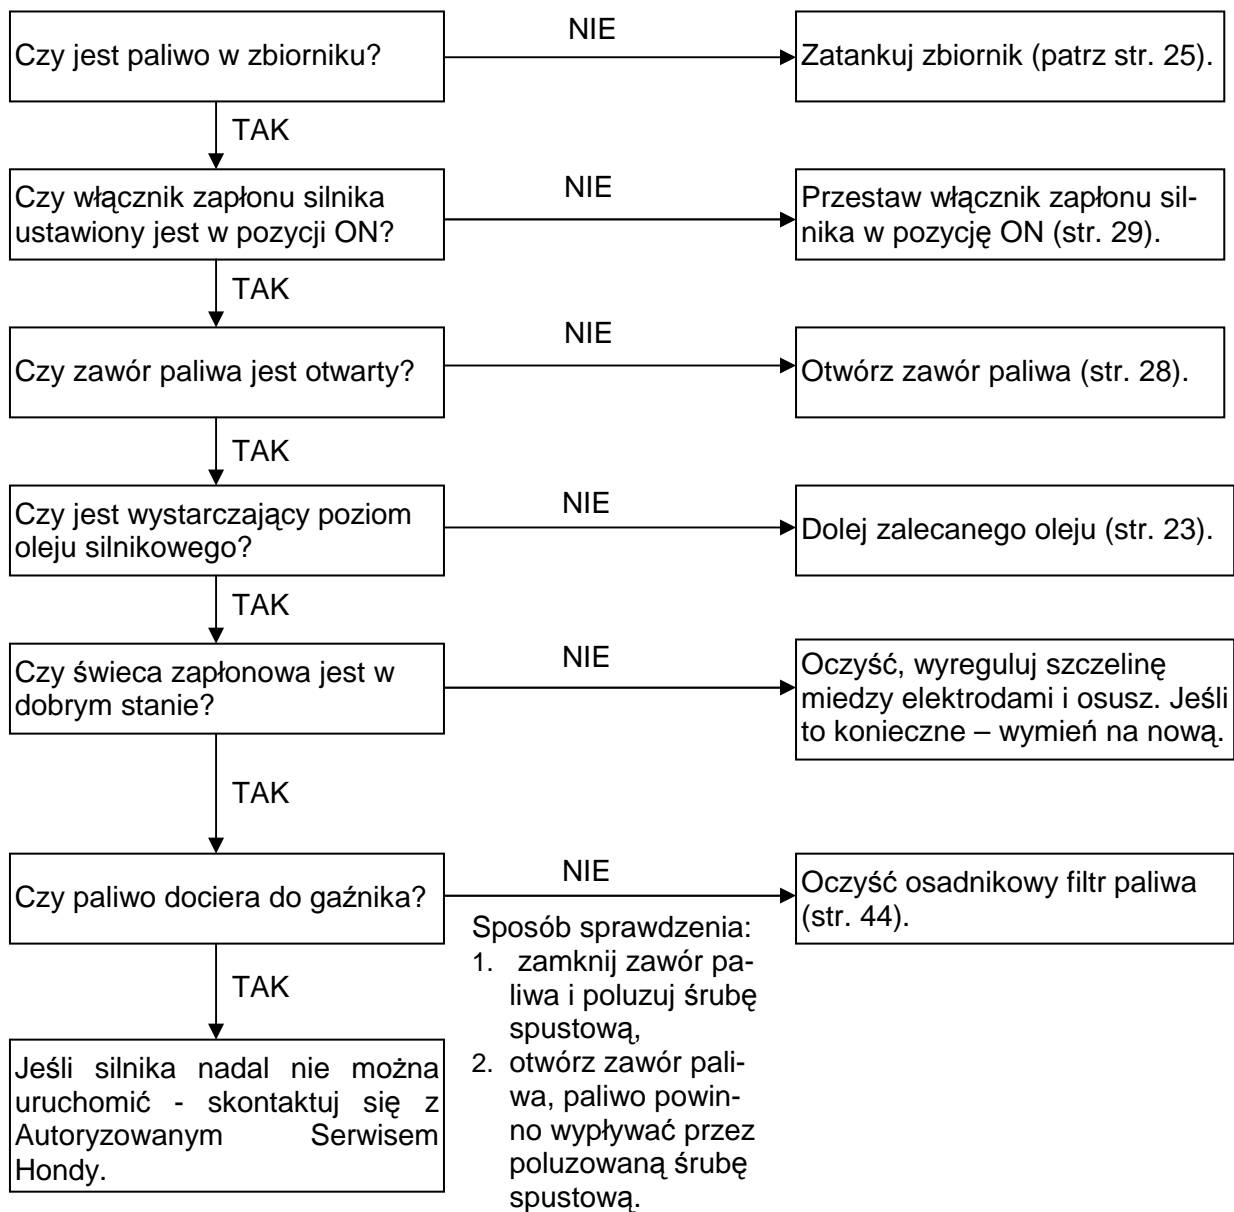 Czy jest paliwo w zbiorniku?
NIE
Zatankuj zbiornik (patrz str. 25).
TAK
Czy włącznik zapłonu silnika
ustawiony jest w pozycji ON?
NIE
Przestaw włącznik zapłonu sil-
nika w pozycję ON (str. 29).
TAK
Czy zawór paliwa jest otwarty?
NIE
Otwórz zawór paliwa (str. 28).
TAK
Czy jest wystarczający poziom
oleju silnikowego?
NIE
Dolej zalecanego oleju (str. 23).
TAK
Czy świeca zapłonowa jest w
dobrym stanie?
NIE
Oczyść, wyreguluj szczelinę
miedzy elektrodami i osusz. Jeśli
to konieczne – wymień na nową.
TAK
Czy paliwo dociera do gaźnika?
NIE
Oczyść osadnikowy filtr paliwa
(str. 44).
Sposób sprawdzenia:
1. zamknij zawór pa-
liwa i poluzuj śrubę
spustową,
2. otwórz zawór pali-
wa, paliwo powin-
no wypływać przez
poluzowaną śrubę
spustową.
TAK
Jeśli silnika nadal nie można
uruchomić - skontaktuj się z
Autoryzowanym Serwisem
Hondy.